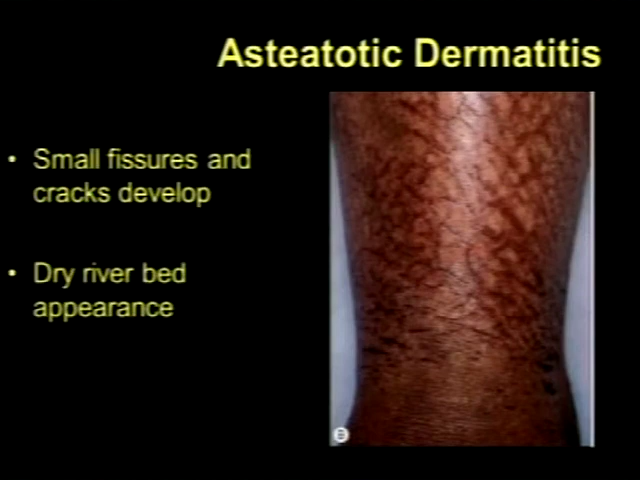 Asteatotic Dermatitis
• Small fissures and
cracks develop
• Dry river bed
appearance